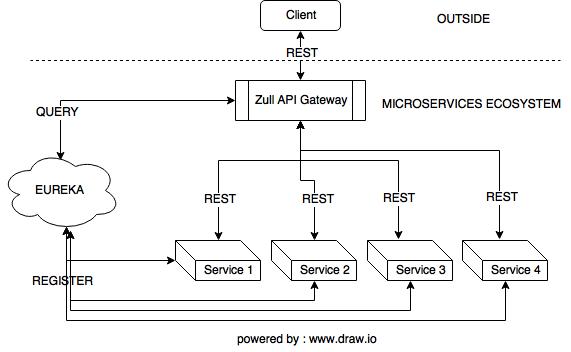 Client
OUTSIDE
REST
Zull API Gateway
MICROSERVICES ECOSYSTEM
QUERY
EUREKA
REST
REST
REST
REST
Service 1
Service 2
Service 3
Service 4
REGISTER
powered by : www.draw.io